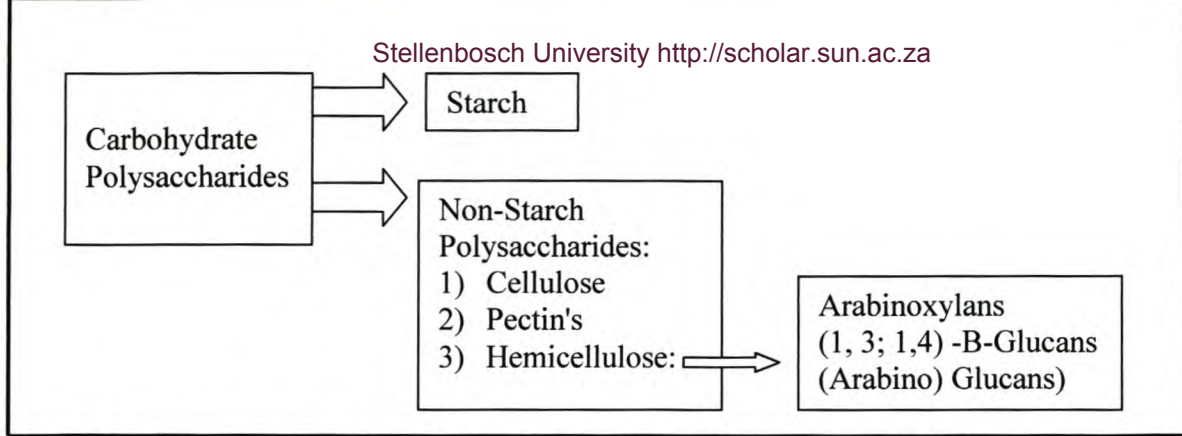 Stellenbosch University http://scholar.sun.ac.za
Starch
Carbohydrate
Polysaccharides
Non-Starch
Polysaccharides:
1) Cellulose
2) Pectin's
3) Hemicellulose:
Arabinoxylans
(1, 3; 1,4) -B-Glucans
(Arabino) Glucans)